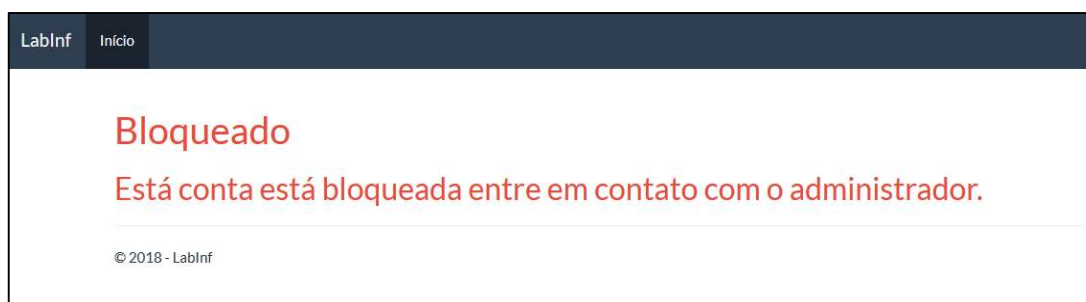 LabInf Início
Bloqueado
Está conta está bloqueada entre em contato com o administrador.
© 2018 - LabInf